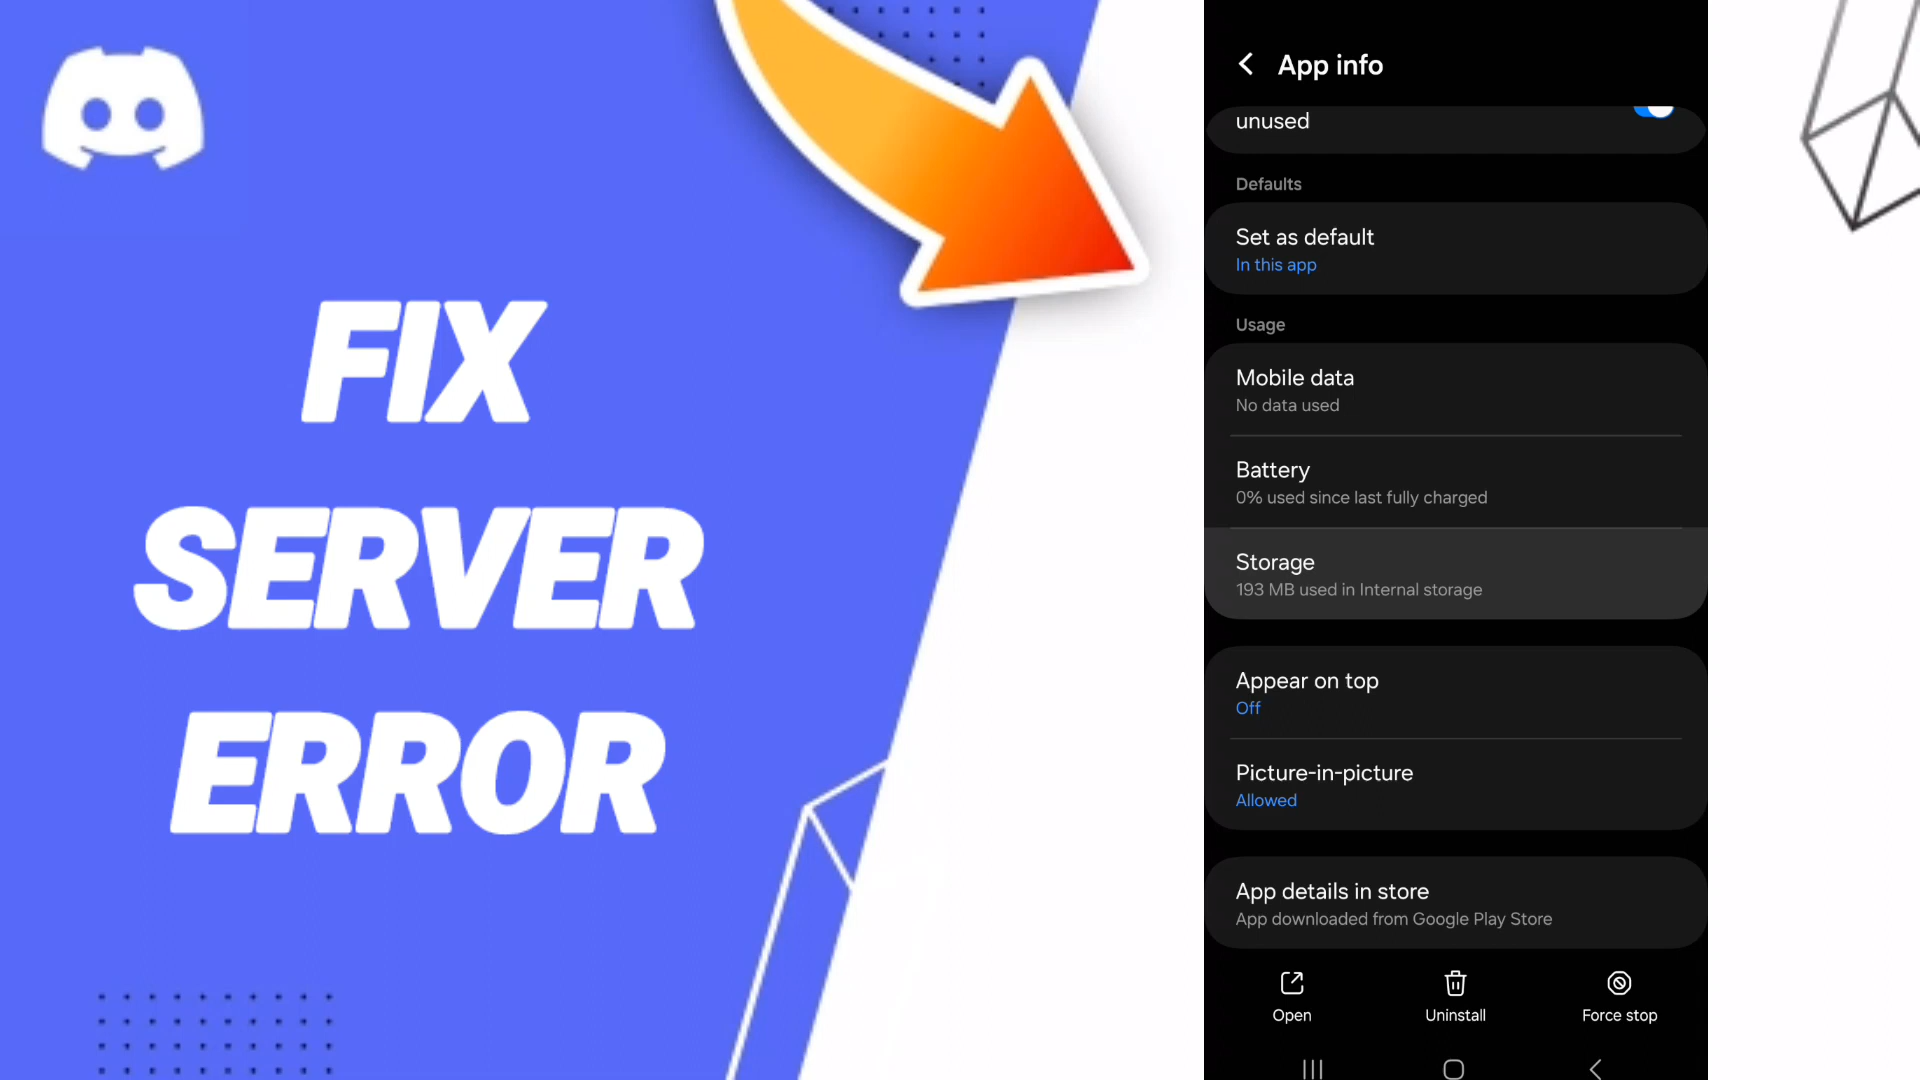 FIX
SERVER
ERROR
App info
unused
Defaults
Set as default
In this app
Usage
Mobile data
No data used
Battery
0% used since last fully charged
Storage
193 MB used in Internal storage
Appear on top
Off
Picture-in-picture
Allowed
App details in store
App downloaded from Google Play Store
Open
Uninstall
Force stop